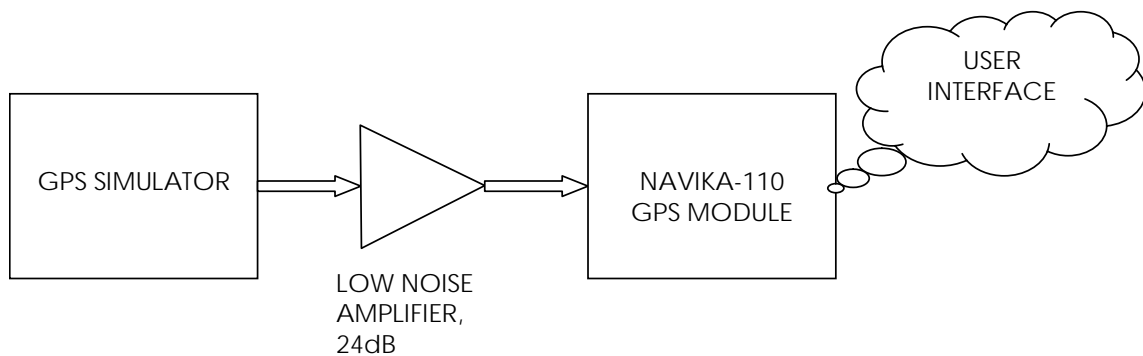 GPS SIMULATOR
LOW NOISE
AMPLIFIER,
24dB
NAVIKA-110
GPS MODULE
USER
INTERFACE